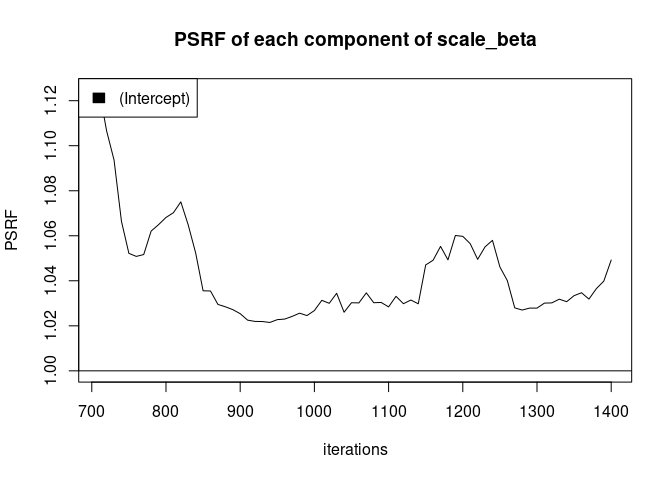 PSRF of each component of scale_beta
(Intercept)
PSRF
1.12
1.10
1.08
1.06
1.04
1.02
1.00
700 800 900 1000 1100 1200 1300 1400
iterations